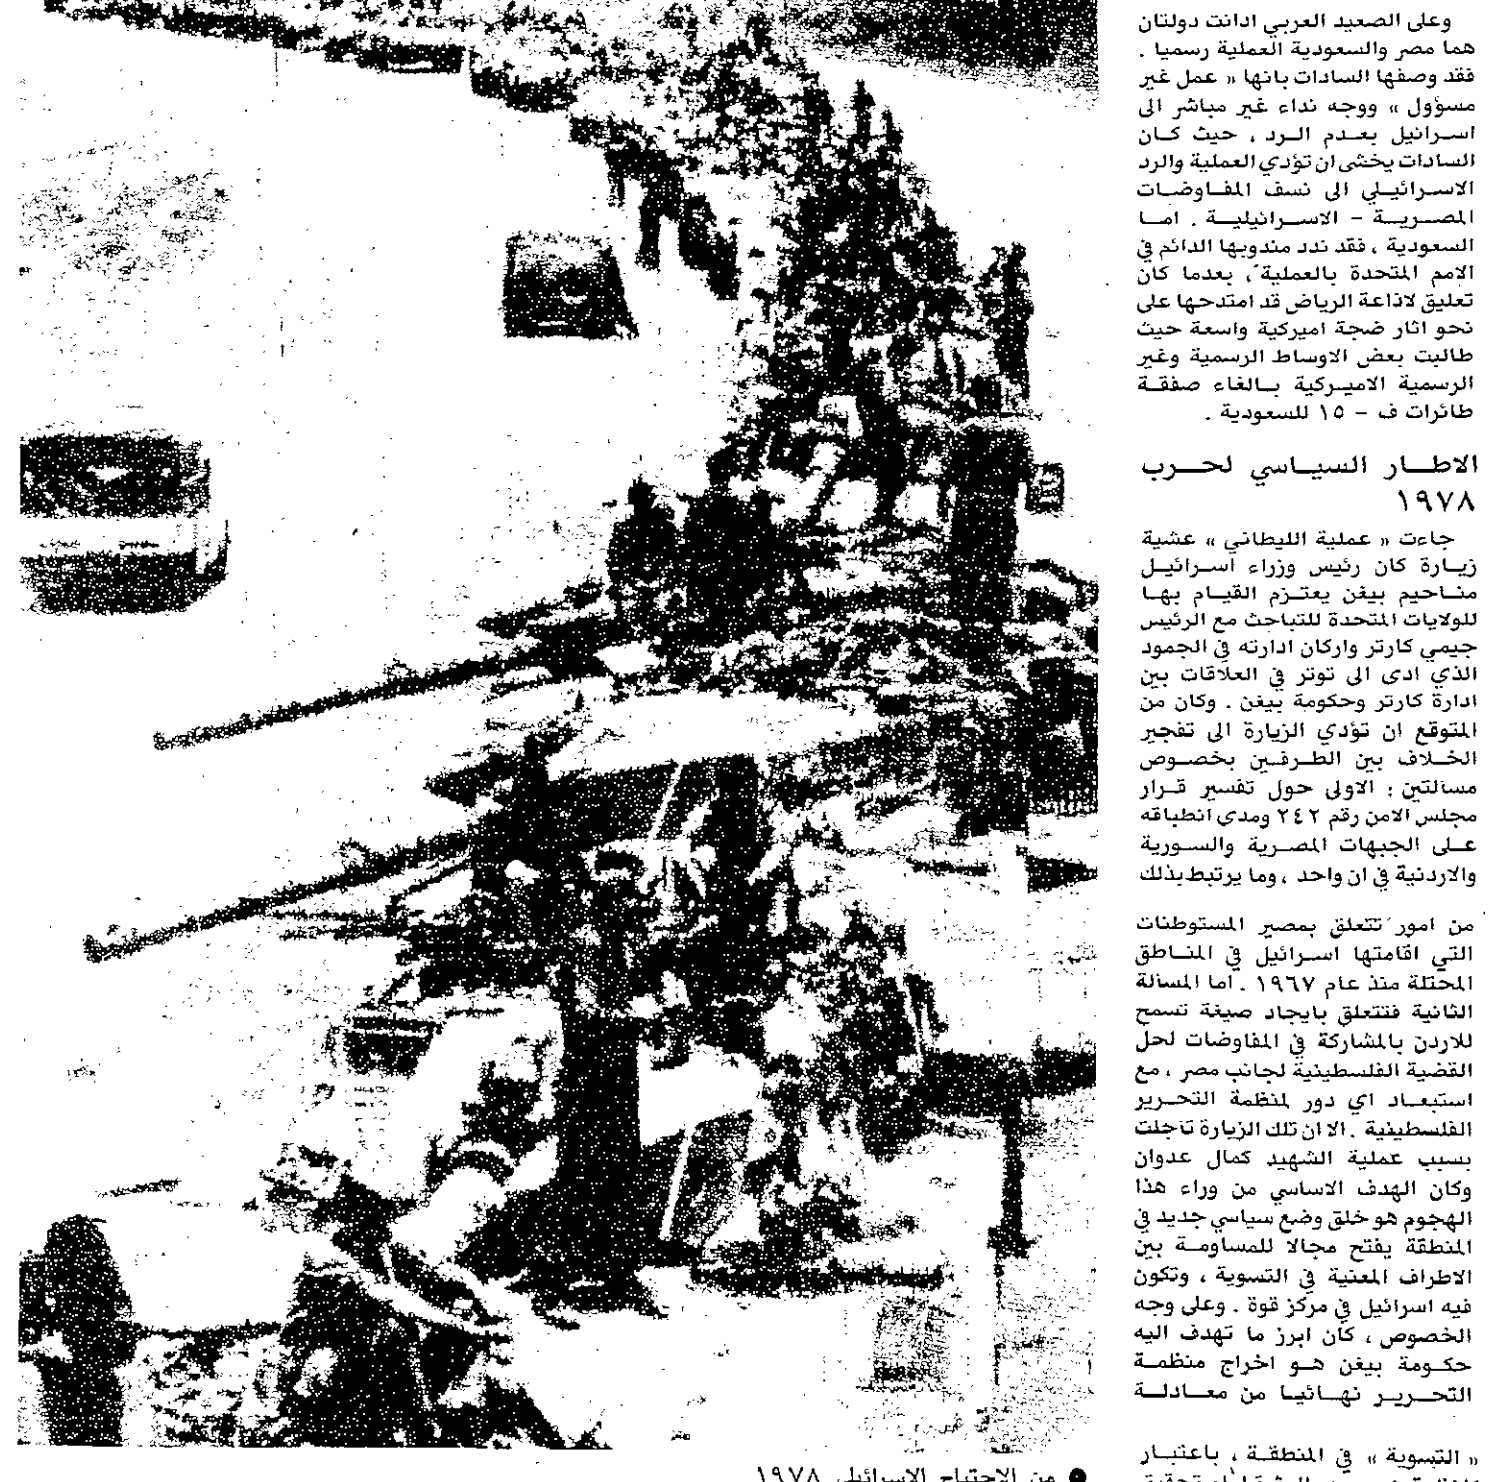 وعلى الصعيد العربي ادانت دولتان
هما مصر والسعودية العملية رسميا .
فقد وصفها السادات بانها « عمل غير
مسؤول » ووجه نداء غير مباشر الى
اسرائيل بعدم الرد ، حيث كان
السادات يخشى ان تؤدي العملية والرد
الاسرائيلي الى نسف المفاوضات
المصرية - الاسرائيلية . اما
السعودية ، فقد ندد مندوبها الدائم في
الامم المتحدة بالعملية ، بعدما كان
تعليق لاذاعة الرياض قد امتدحها على
نحو اثار ضجة اميركية واسعة حيث
طالبت بعض الاوساط الرسمية وغير
الرسمية الاميركية بالغاء صفقة
طائرات ف - ١٥ للسعودية .
الاطار السياسي لحرب
١٩٧٨
جاءت « عملية الليطاني » عشية
زيارة كان رئيس وزراء اسرائيل
مناحيم بيغن يعتزم القيام بها
للولايات المتحدة للتباحث مع الرئيس
جيمي كارتر واركان ادارته في الجمود
الذي ادى الى توتر في العلاقات بين
ادارة كارتر وحكومة بيغن . وكان من
المتوقع ان تؤدي الزيارة الى تفجير
الخلاف بين الطرفين بخصوص
مسالتين : الاولى حول تفسير قرار
مجلس الامن رقم ٢٤٢ ومدى انطباقه
على الجبهات المصرية والسورية
والاردنية في ان واحد ، وما يرتبط بذلك
من امور تتعلق بمصير المستوطنات
التي اقامتها اسرائيل في المناطق
المحتلة منذ عام ١٩٦٧ . اما المسالة
الثانية فتتعلق بايجاد صيغة تسمح
للاردن بالمشاركة في المفاوضات لحل
القضية الفلسطينية لجانب مصر ، مع
استبعاد اي دور لمنظمة التحرير
الفلسطينية . الا ان تلك الزيارة تاجلت
بسبب عملية الشهيد كمال عدوان
وكان الهدف الاساسي من وراء هذا
الهجوم هو خلق وضع سياسي جديد في
المنطقة يفتح مجالا للمساومة بين
الاطراف المعنية في التسوية ، وتكون
فيه اسرائيل في مركز قوة . وعلى وجه
الخصوص ، كان ابرز ما تهدف اليه
حكومة بيغن هو اخراج منظمة
التحرير نهائيا من معادلة
« التسوية » في المنطقة ، باعتبار
● من الاجتياح الاسرائيلي ١٩٧٨